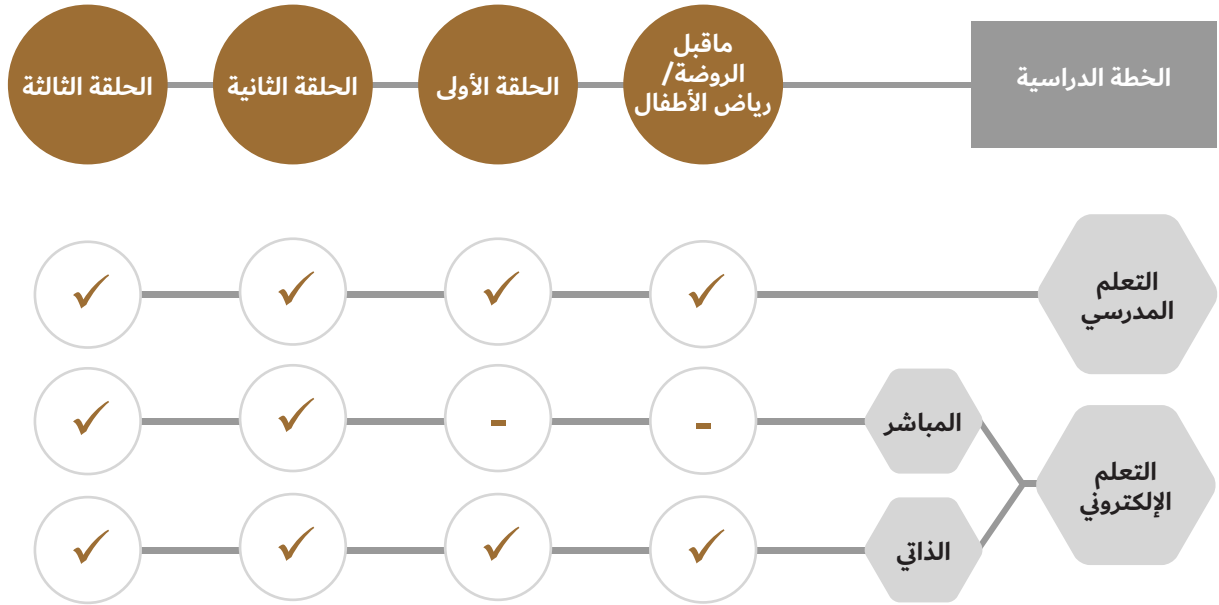 الخطة الدراسية
ماقبل
الروضة/
رياض الأطفال
الحلقة الأولى
الحلقة الثانية
الحلقة الثالثة
التعلم
المدرسي
✓ ✓ ✓ ✓
التعلم
الإلكتروني
المباشر
- - ✓ ✓
الذاتي
✓ ✓ ✓ ✓